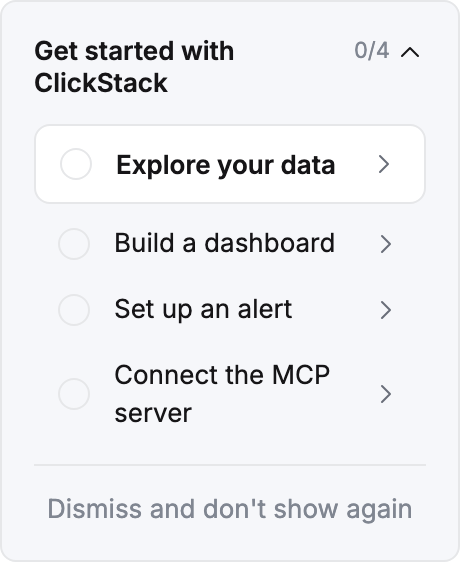 Get started with
ClickStack
0/4
Explore your data
Build a dashboard
Set up an alert
Connect the MCP
server
Dismiss and don't show again